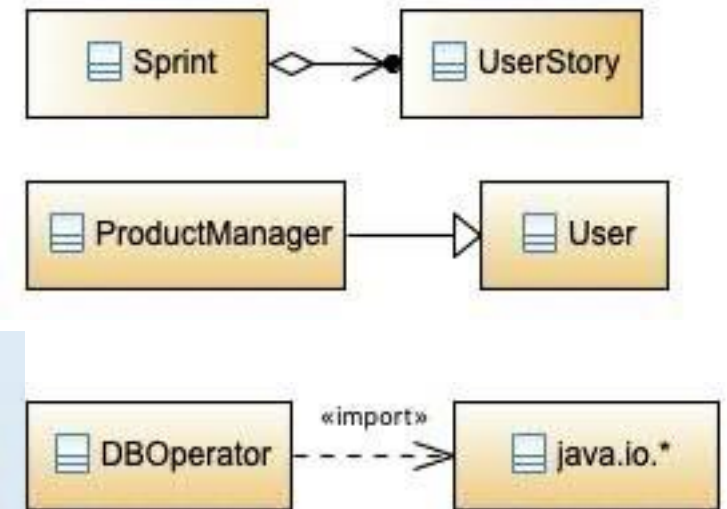 Sprint UserStory
ProductManager User
«import»
DBOperator java.io.*